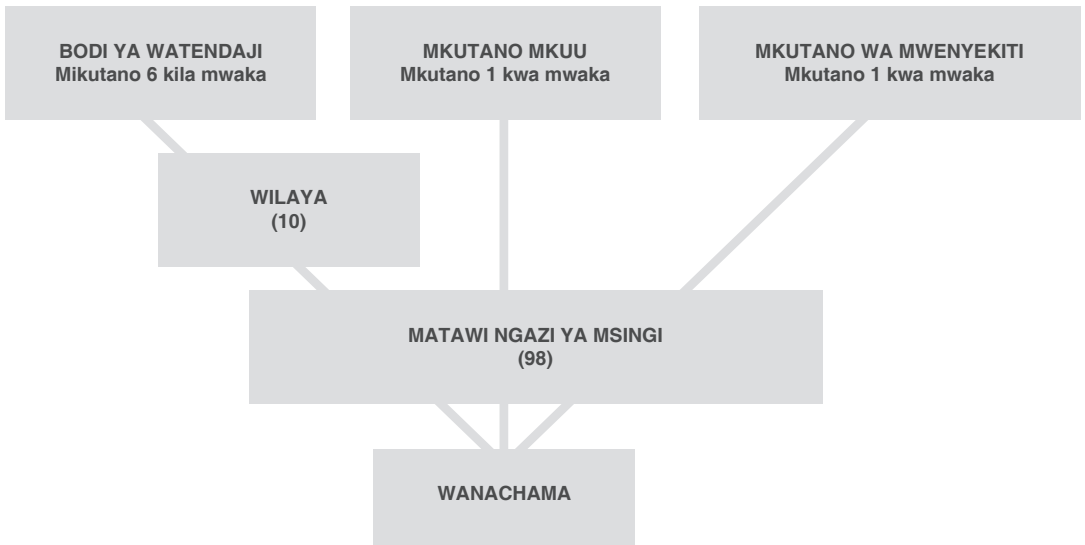 BODI YA WATENDAJI
Mikutano 6 kila mwaka
MKUTANO MKUU
Mkutano 1 kwa mwaka
MKUTANO WA MWENYEKITI
Mkutano 1 kwa mwaka
WILAYA
(10)
MATAWI NGAZI YA MSINGI
(98)
WANACHAMA